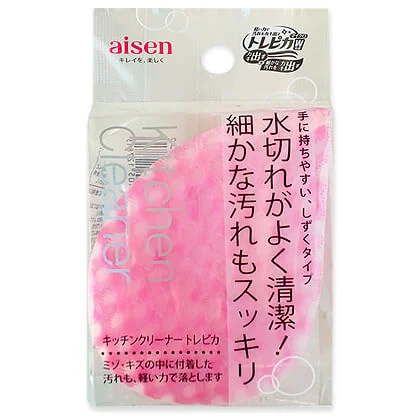 aisen
キレイを、楽しく
トレピカ
手に持ちやすい、しずくタイプ
水切れがよく清潔！
細かな汚れもスッキリ
Kitchen
Cleaner
キッチンクリーナー トレピカ
ミゾ・キズの中に付着した
汚れも、軽い力で落とします